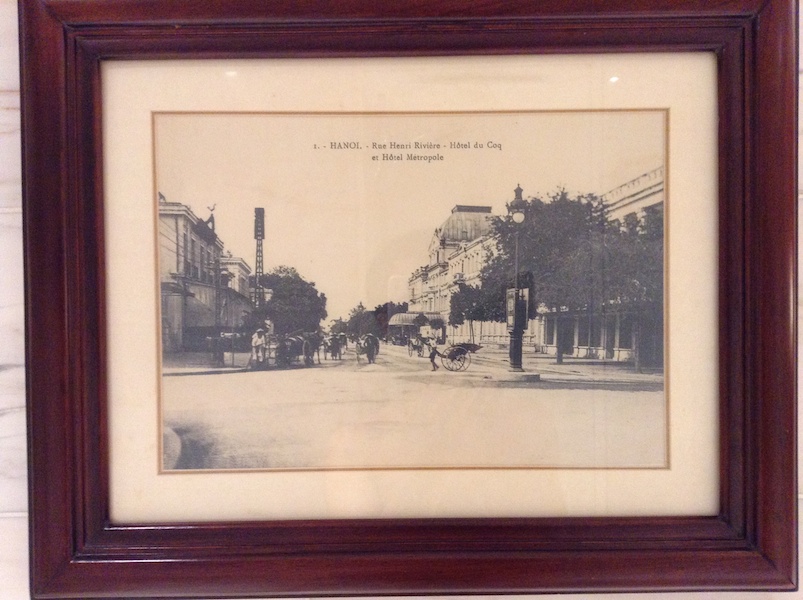 1. - HANOI. - Rue Henri Rivière - Hôtel du Coq
et Hôtel Métropole